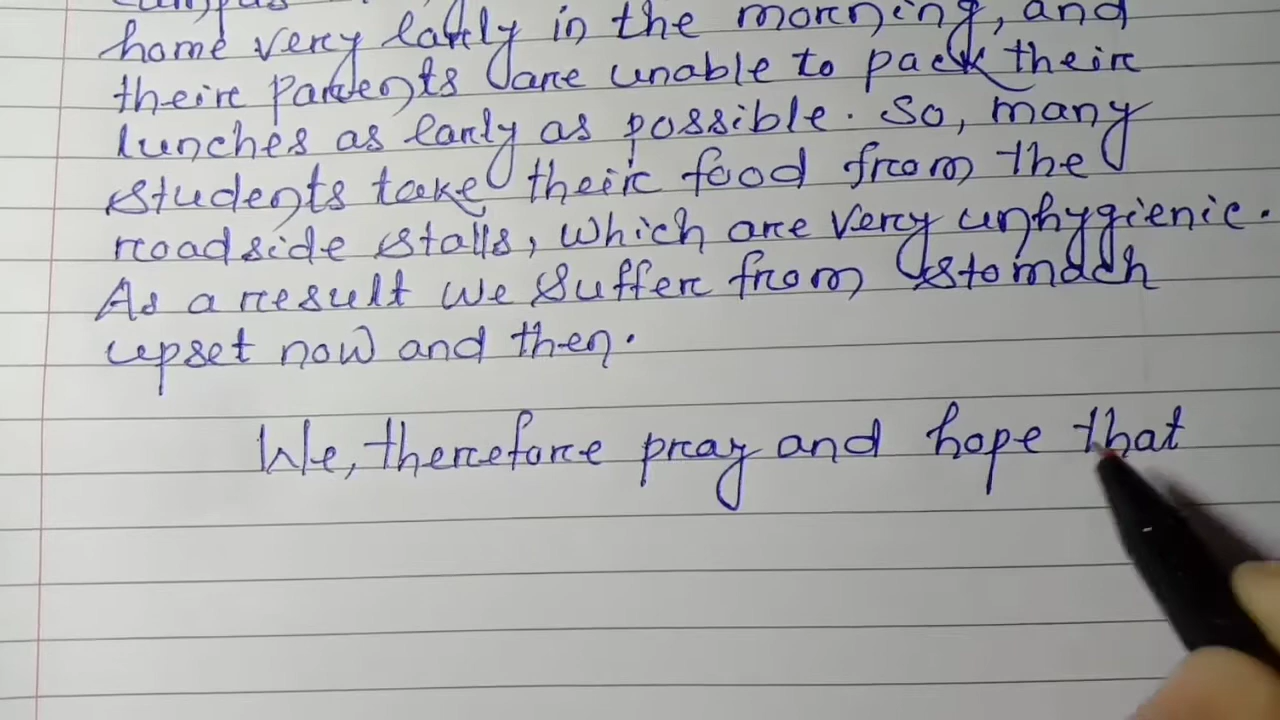 campus
home very early in the morning, and
their parents are unable to pack their
lunches as early as possible. So, many
students take their food from the
roadside stalls, which are very unhygienic.
As a result we suffer from stomach
upset now and then.
We, therefore pray and hope that